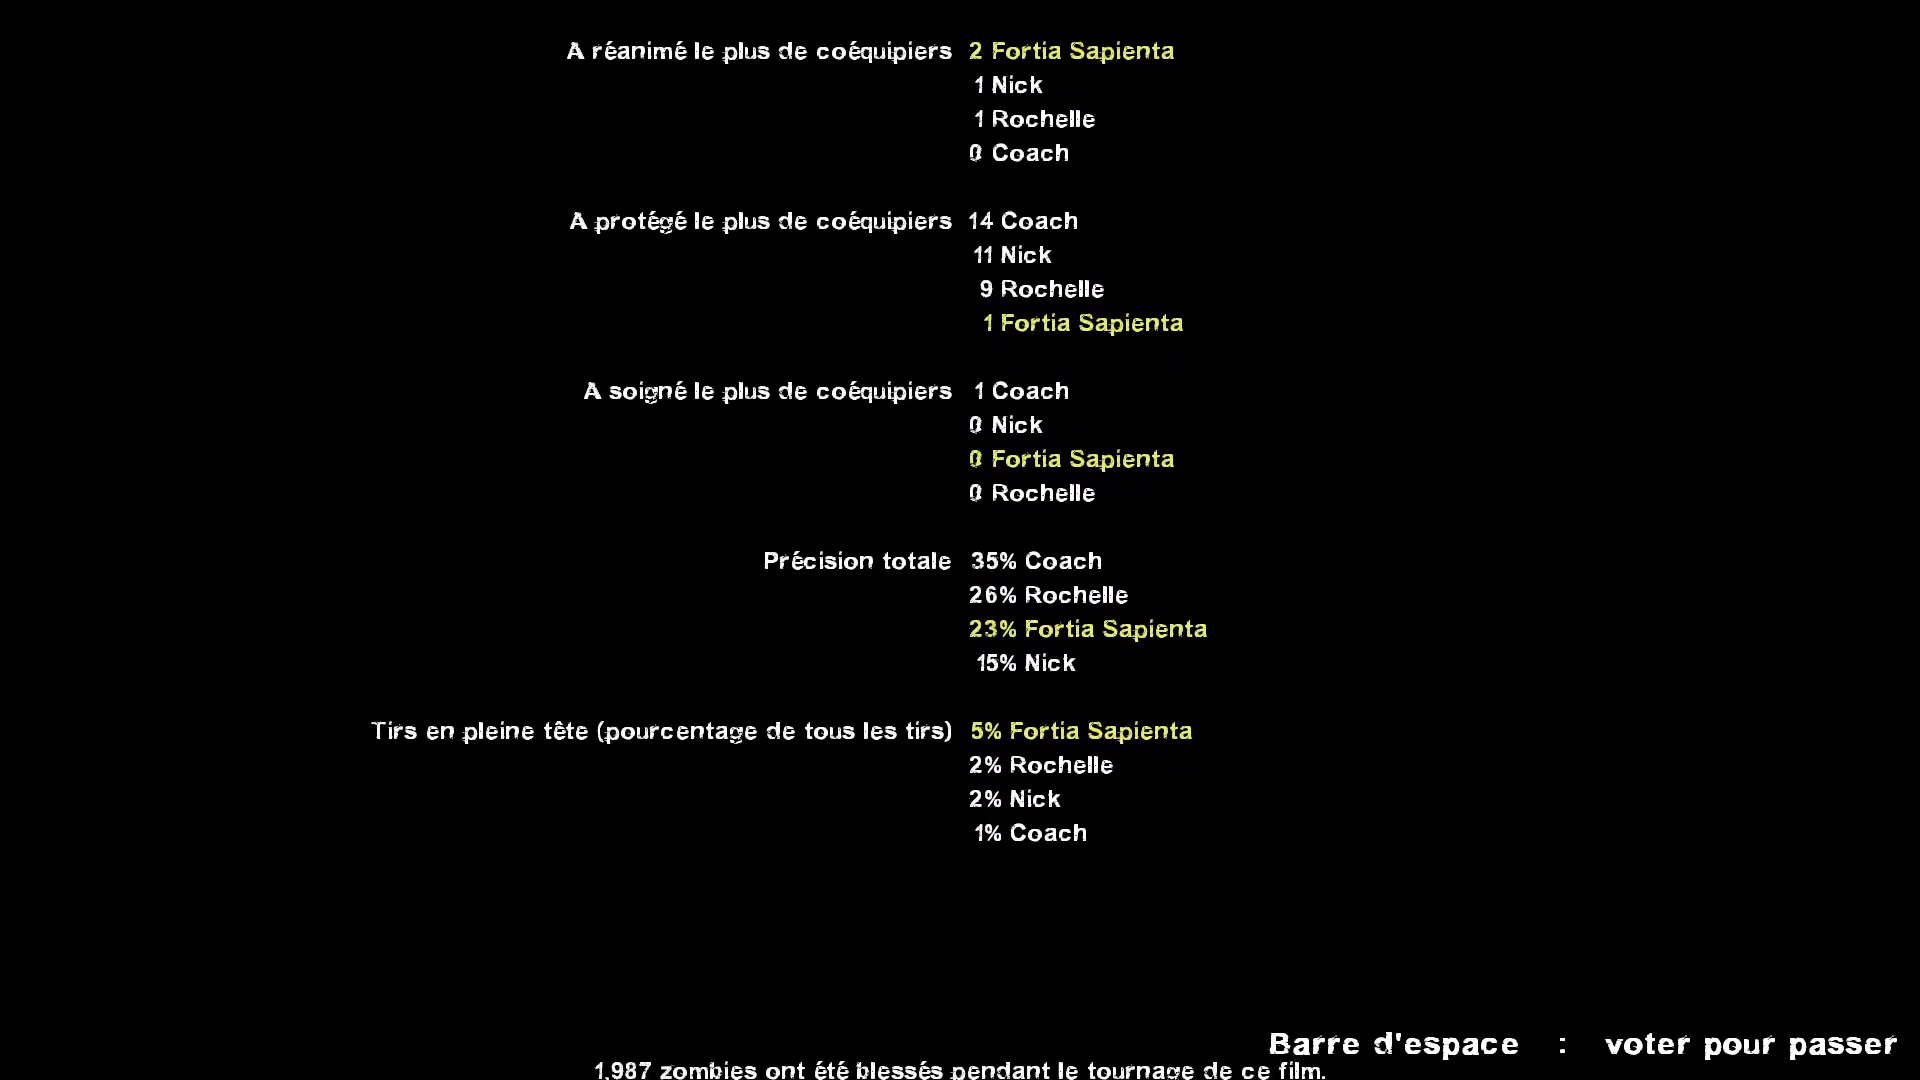 A réanimé le plus de coéquipiers 2 Fortia Sapienta
1 Nick
1 Rochelle
0 Coach
A protégé le plus de coéquipiers 14 Coach
11 Nick
9 Rochelle
1 Fortia Sapienta
A soigné le plus de coéquipiers 1 Coach
0 Nick
0 Fortia Sapienta
0 Rochelle
Précision totale 35% Coach
26% Rochelle
23% Fortia Sapienta
15% Nick
Tirs en pleine tête (pourcentage de tous les tirs) 5% Fortia Sapienta
2% Rochelle
2% Nick
1% Coach
Barre d'espace : voter pour passer
1,987 zombies ont été blessés pendant le tournage de ce film.